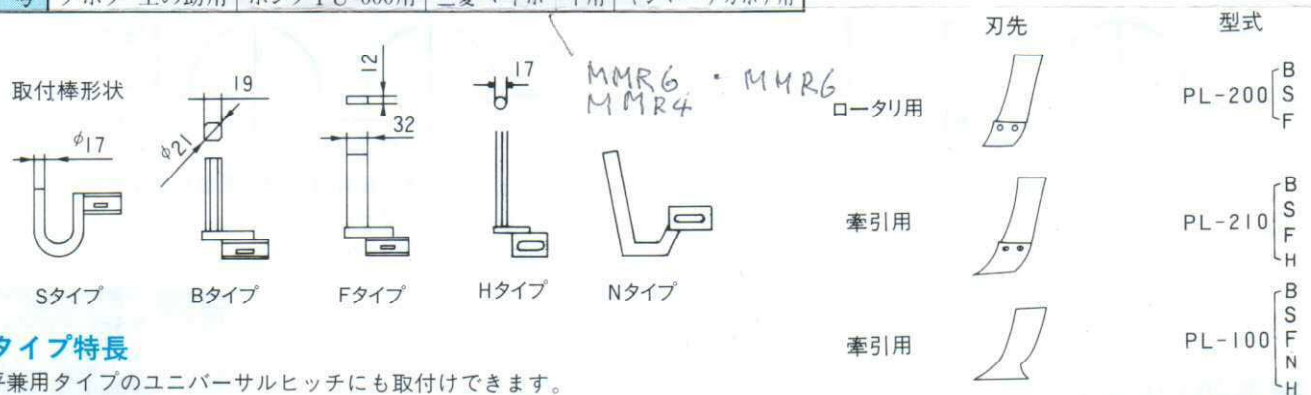 用
刃先
型式
取付棒形状
19
12
17
MMR6 ・ MMR6
MMR4
ロータリ用
PL-200
B
S
F
φ17
φ21
32
牽引用
PL-210
B
S
F
H
Sタイプ
Bタイプ
Fタイプ
Hタイプ
Nタイプ
牽引用
PL-100
B
S
F
N
H
タイプ特長
兼用タイプのユニバーサルヒッチにも取付けできます。